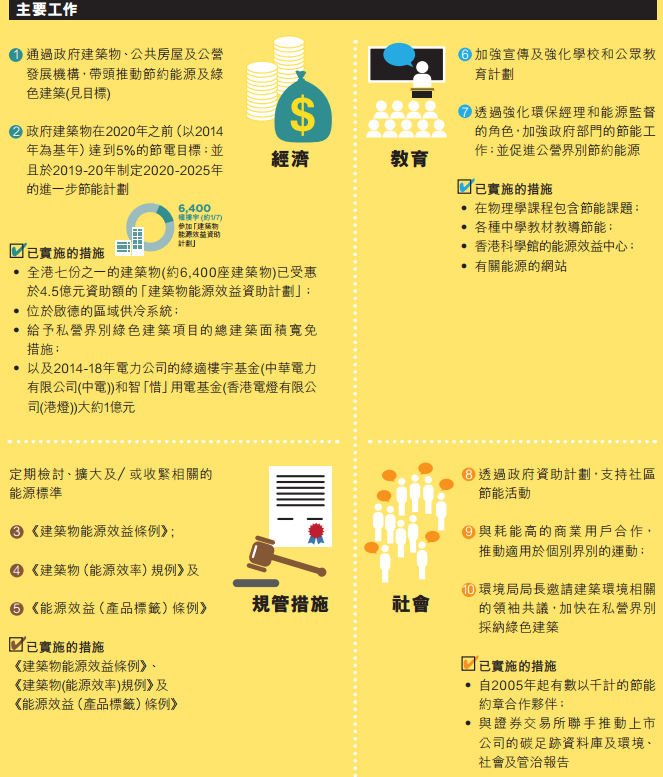 主要工作
1 通過政府建築物、公共房屋及公營
發展機構，帶頭推動節約能源及綠
色建築(見目標)
2 政府建築物在2020年之前（以2014
年為基年）達到5%的節電目標；並
且於2019-20年制定2020-2025年
的進一步節能計劃
$
經濟
6,400
幢樓宇 (約1/7)
參加「建築物
能源效益資助
計劃」
已實施的措施
• 全港七份之一的建築物(約6,400座建築物)已受惠
於4.5億元資助額的「建築物能源效益資助計劃」；
• 位於啟德的區域供冷系統；
• 給予私營界別綠色建築項目的總建築面積寬免
措施；
• 以及2014-18年電力公司的綠適樓宇基金(中華電力
有限公司(中電))和智「惜」用電基金(香港電燈有限公
司(港燈))大約1億元
教育
6 加強宣傳及強化學校和公眾教
育計劃
7 透過強化環保經理和能源監督
的角色，加強政府部門的節能工
作；並促進公營界別節約能源
已實施的措施
• 在物理學課程包含節能課題；
• 各種中學教材教導節能；
• 香港科學館的能源效益中心；
• 有關能源的網站
定期檢討、擴大及/ 或收緊相關的
能源標準
3 《建築物能源效益條例》;
4 《建築物（能源效率）規例》及
5 《能源效益（產品標籤）條例》
規管措施
已實施的措施
《建築物能源效益條例》、
《建築物(能源效率)規例》及
《能源效益（產品標籤）條例》
社會
8 透過政府資助計劃，支持社區
節能活動
9 與耗能高的商業用戶合作，
推動適用於個別界別的運動；
10 環境局局長邀請建築環境相關
的領袖共議，加快在私營界別
採納綠色建築
已實施的措施
• 自2005年起有數以千計的節能
約章合作夥伴；
• 與證券交易所聯手推動上市
公司的碳足跡資料庫及環境、
社會及管治報告